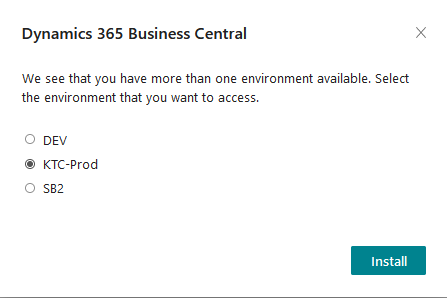 Dynamics 365 Business Central
We see that you have more than one environment available. Select
the environment that you want to access.
DEV
KTC-Prod
SB2
Install